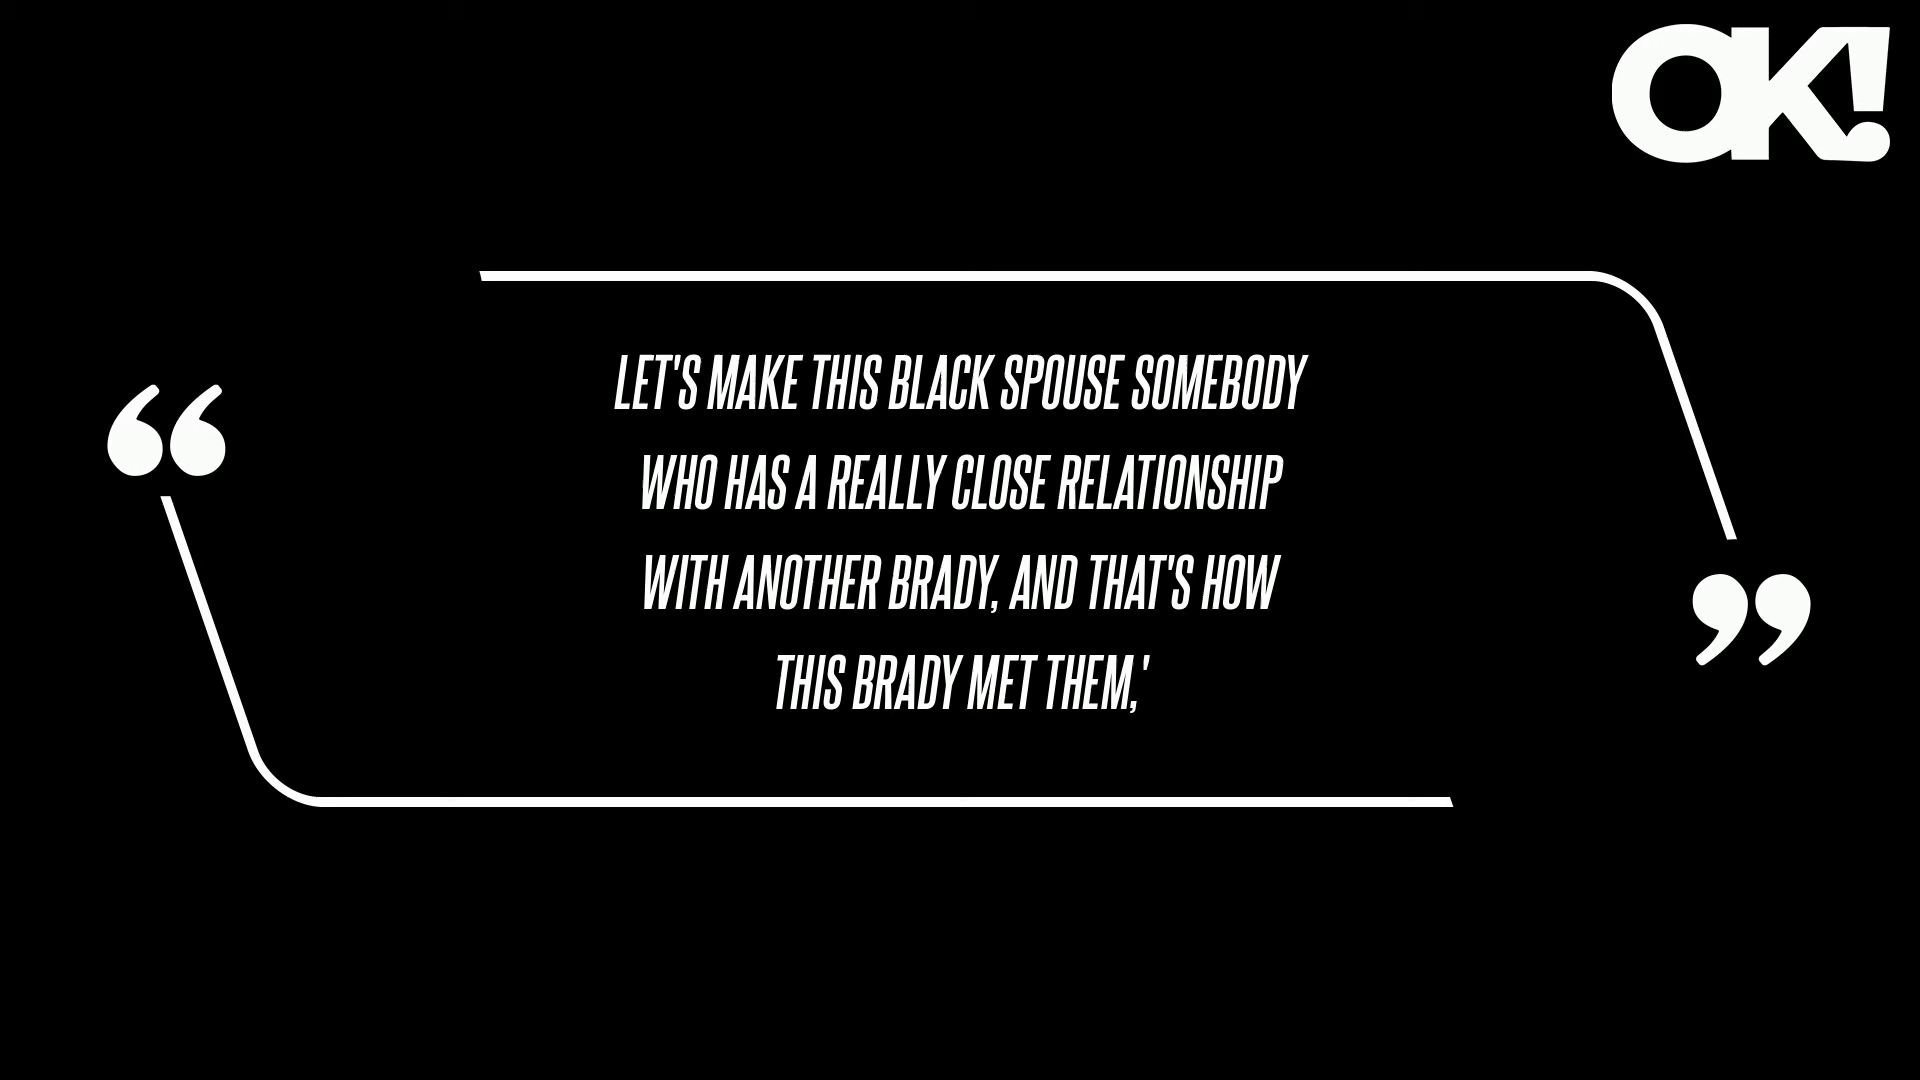 OK!
“
LET'S MAKE THIS BLACK SPOUSE SOMEBODY
WHO HAS A REALLY CLOSE RELATIONSHIP
WITH ANOTHER BRADY, AND THAT'S HOW
THIS BRADY MET THEM,'
”